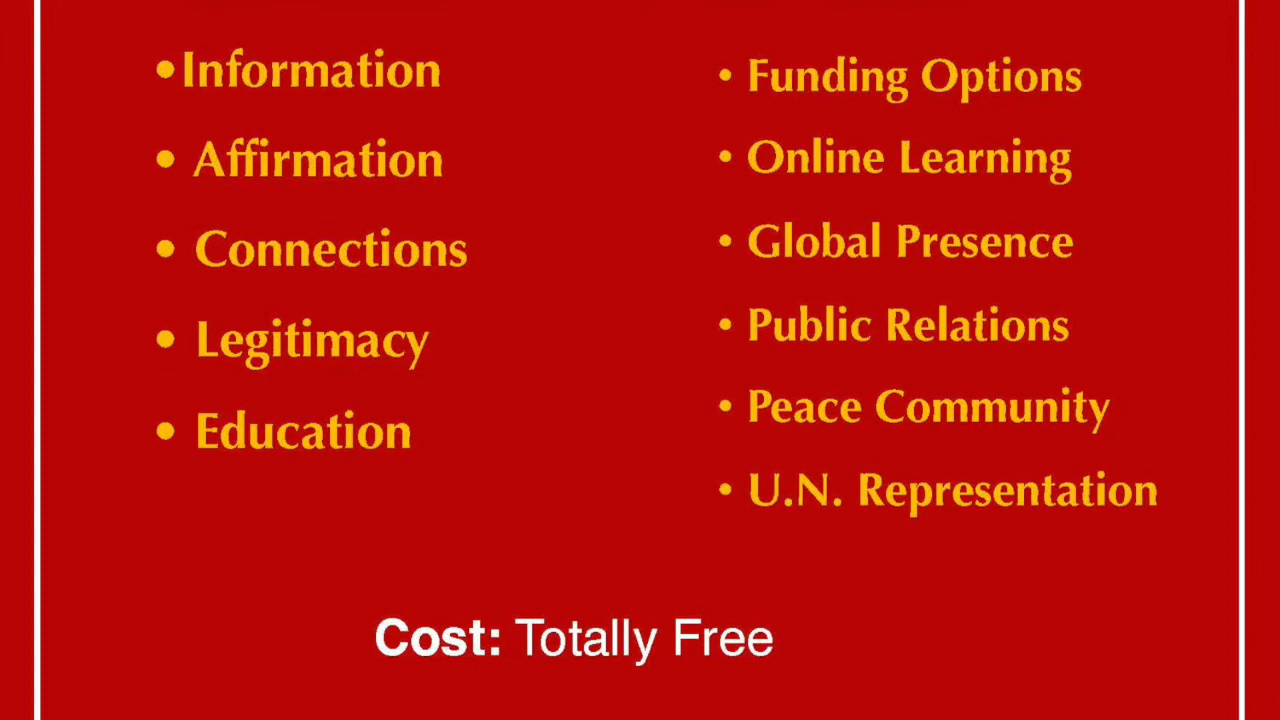 •Information
• Affirmation
• Connections
• Legitimacy
• Education
• Funding Options
• Online Learning
• Global Presence
• Public Relations
• Peace Community
• U.N. Representation
Cost: Totally Free